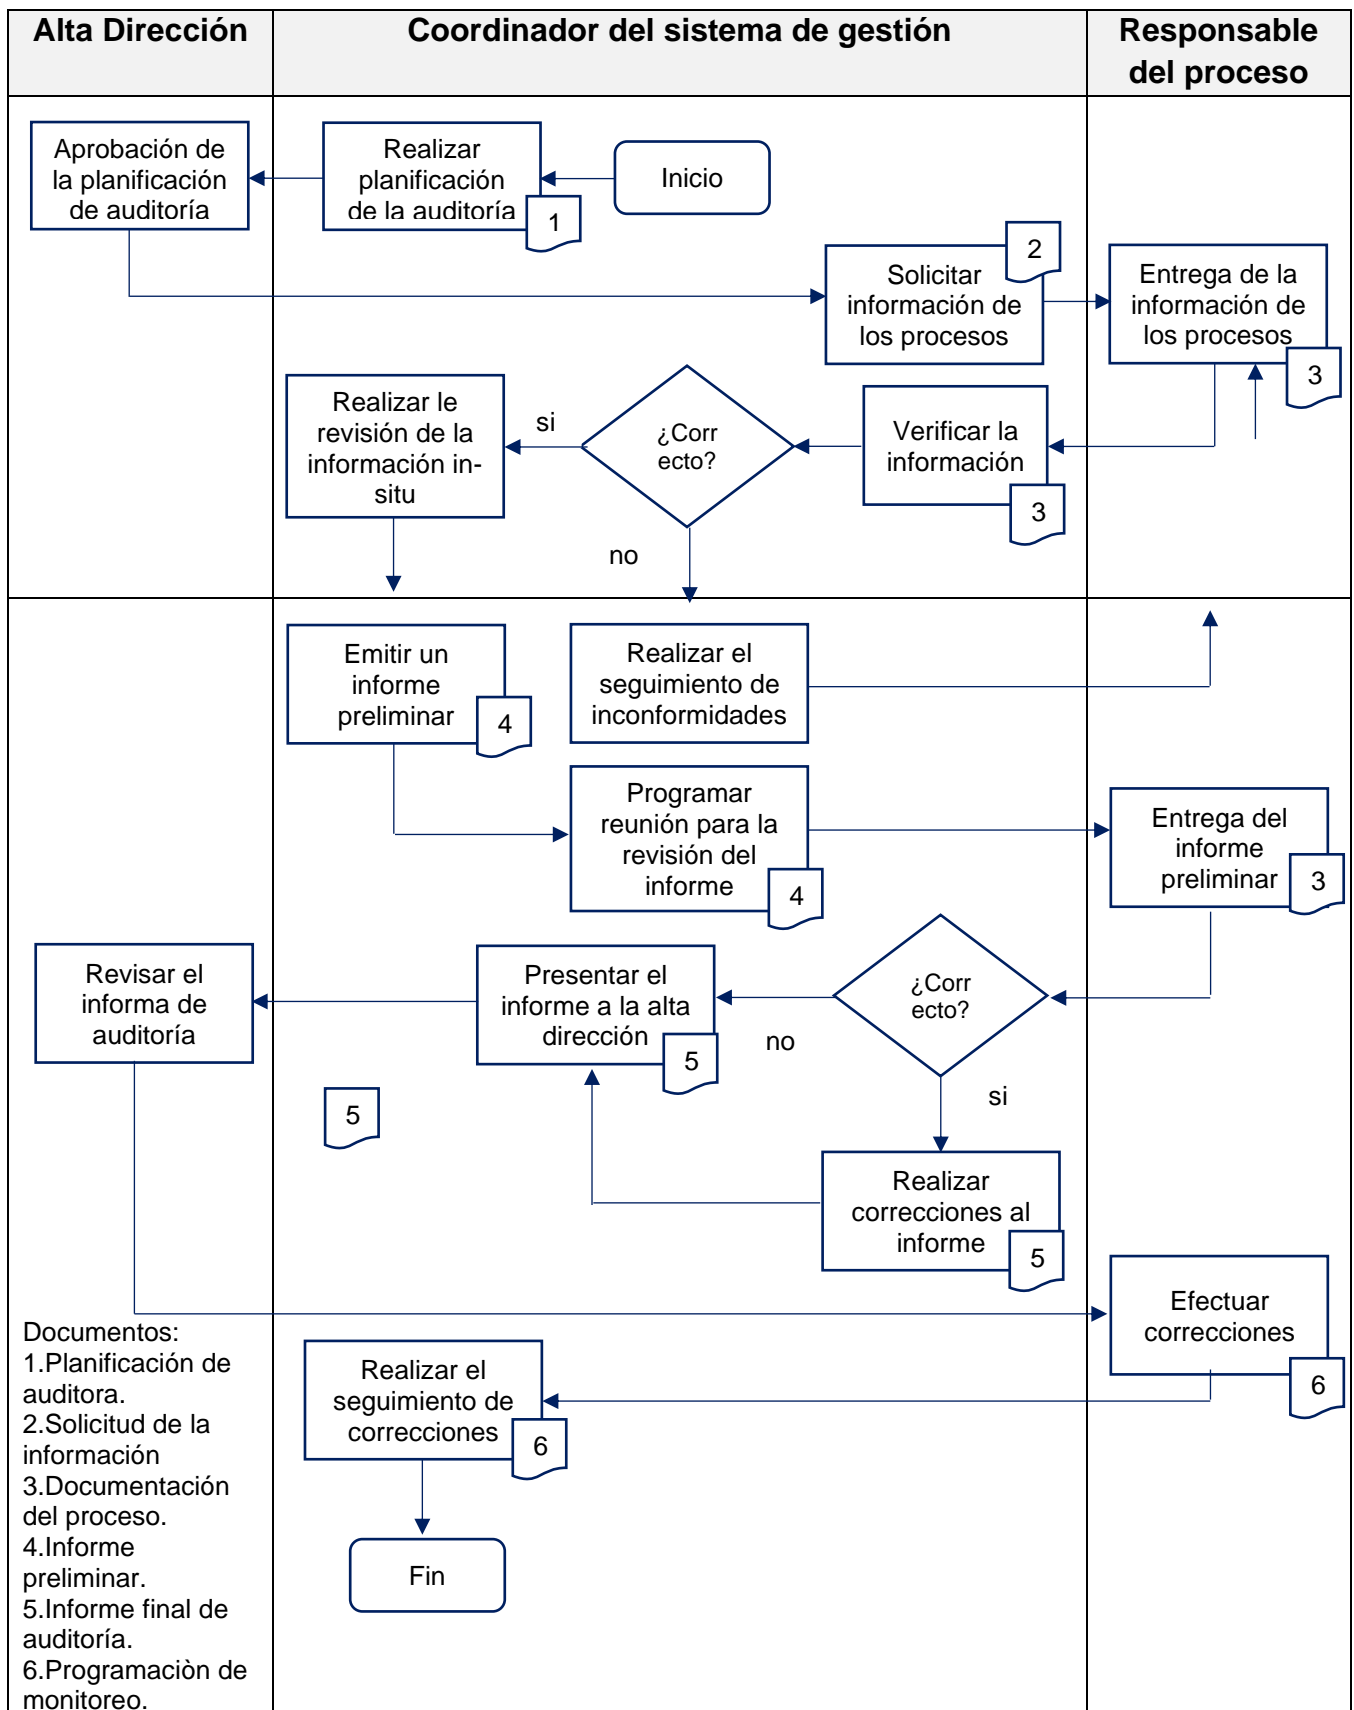 Alta Dirección
Coordinador del sistema de gestión
Responsable
del proceso
Aprobación de
la planificación
de auditoría
Realizar
planificación
de la auditoría
1
Inicio
2
Solicitar
información de
los procesos
Entrega de la
información de
los procesos
3
Realizar le
revisión de la
información in-
situ
si
¿Corr
ecto?
no
Verificar la
información
3
Emitir un
informe
preliminar
4
Realizar el
seguimiento de
inconformidades
Programar
reunión para la
revisión del
informe
4
Entrega del
informe
preliminar
3
Revisar el
informa de
auditoría
Presentar el
informe a la alta
dirección
5
no
¿Corr
ecto?
si
5
Realizar
correcciones al
informe
5
Efectuar
correcciones
6
Realizar el
seguimiento de
correcciones
6
Fin
Documentos:
1.Planificación de
auditora.
2.Solicitud de la
información
3.Documentación
del proceso.
4.Informe
preliminar.
5.Informe final de
auditoría.
6.Programaciòn de
monitoreo.